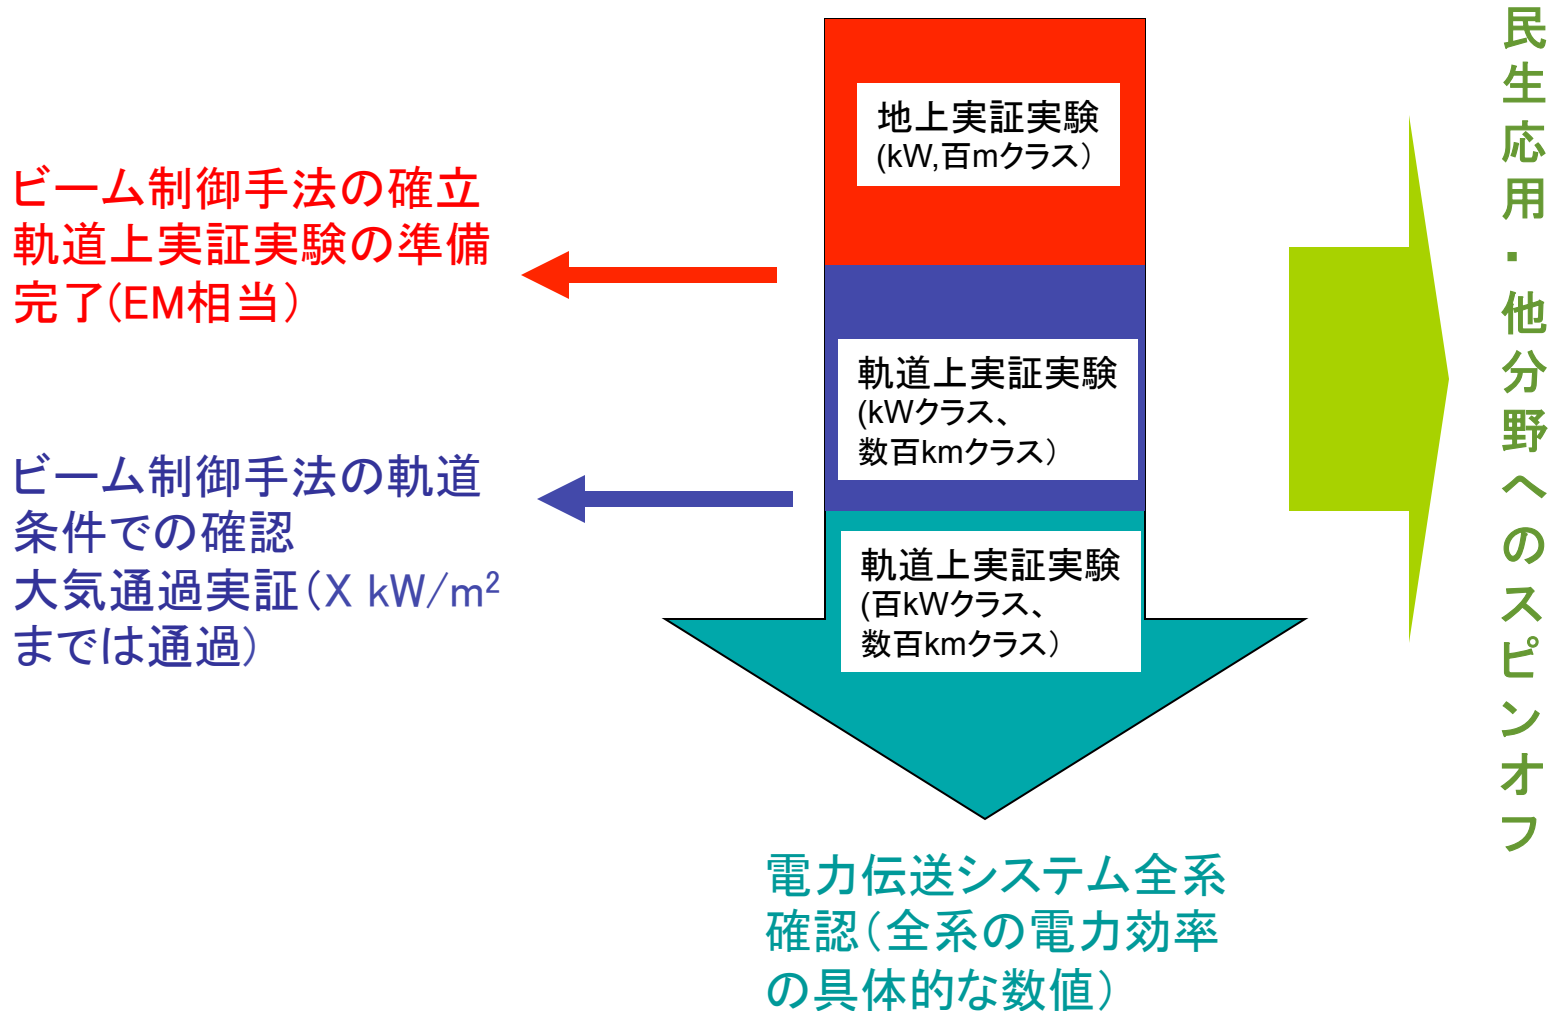 地上実証実験
(kW,百mクラス）
ビーム制御手法の確立
軌道上実証実験の準備
完了(EM相当）
軌道上実証実験
(kWクラス、
数百kmクラス）
ビーム制御手法の軌道
条件での確認
大気通過実証（X kW/m²
までは通過）
軌道上実証実験
(百kWクラス、
数百kmクラス）
電力伝送システム全系
確認（全系の電力効率
の具体的な数値）
民生応用・他分野へのスピンオフ